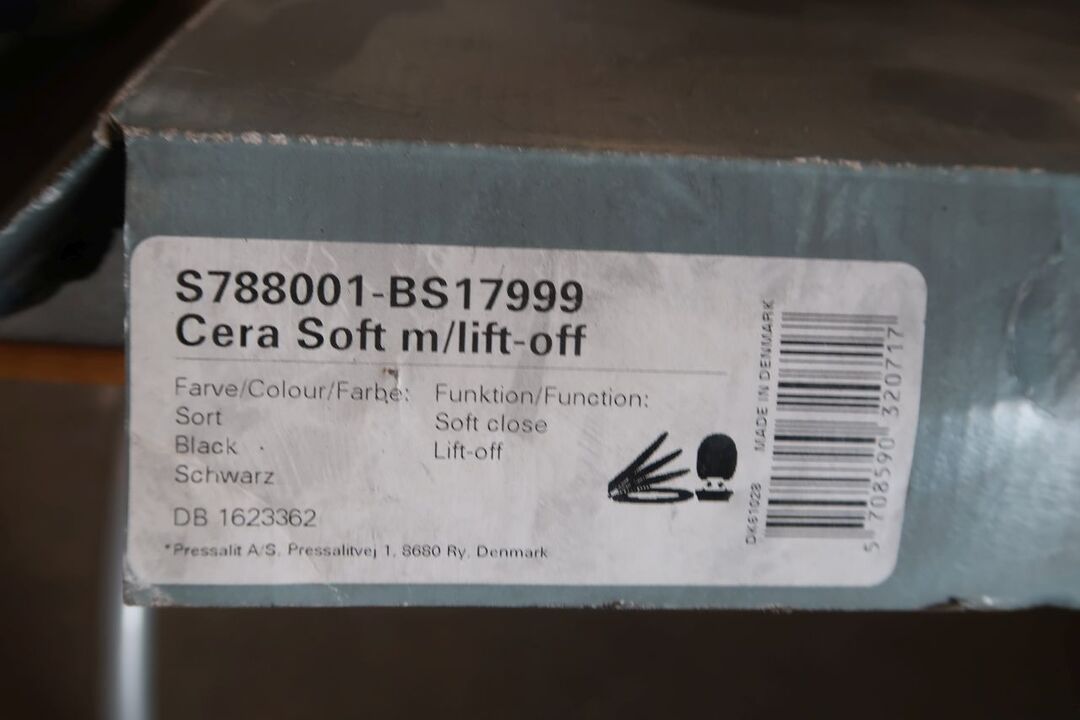 S788001-BS17999
Cera Soft m/lift-off
Farve/Colour/Farbe:
Sort
Black
Schwarz
Funktion/Function:
Soft close
Lift-off
DB 1623362
*Pressalit A/S, Pressalitvej 1, 8680 Ry, Denmark
DK61028 MADE IN DENMARK
5 708590 320717